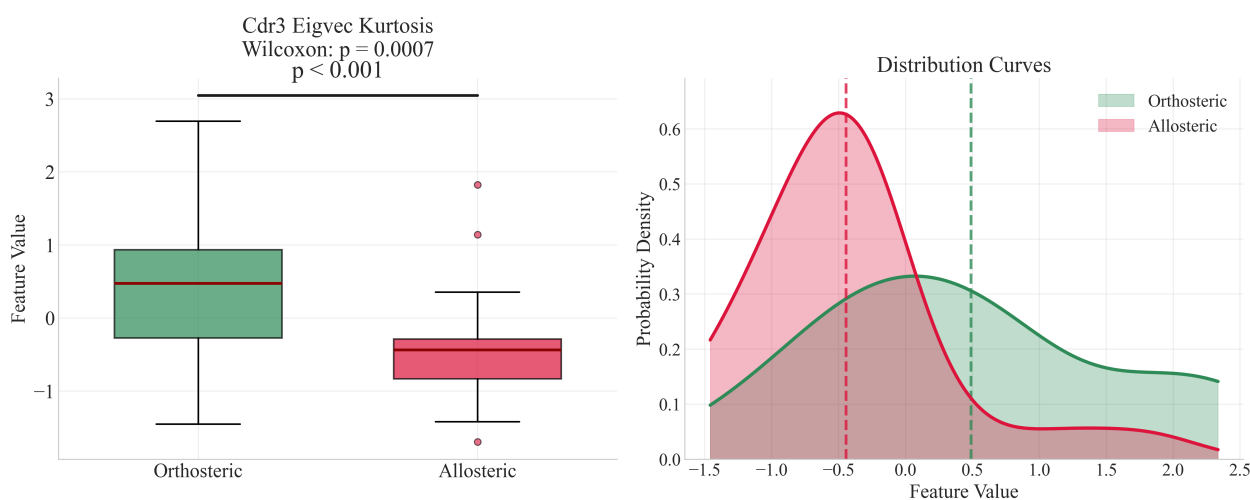 Cdr3 Eigvec Kurtosis
Wilcoxon: p = 0.0007
p < 0.001
Feature Value
3
2
1
0
−1
Orthosteric
Allosteric
Distribution Curves
Orthosteric
Allosteric
Probability Density
0.6
0.5
0.4
0.3
0.2
0.1
0.0
−1.5
−1.0
−0.5
0.0
0.5
1.0
1.5
2.0
2.5
Feature Value